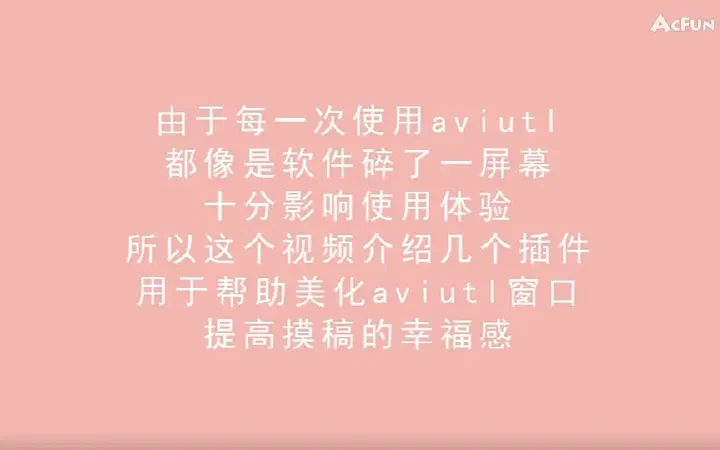 ACFUN
由于每一次使用aviutl
都像是软件碎了一屏幕
十分影响使用体验
所以这个视频介绍几个插件
用于帮助美化aviutl窗口
提高摸稿的幸福感